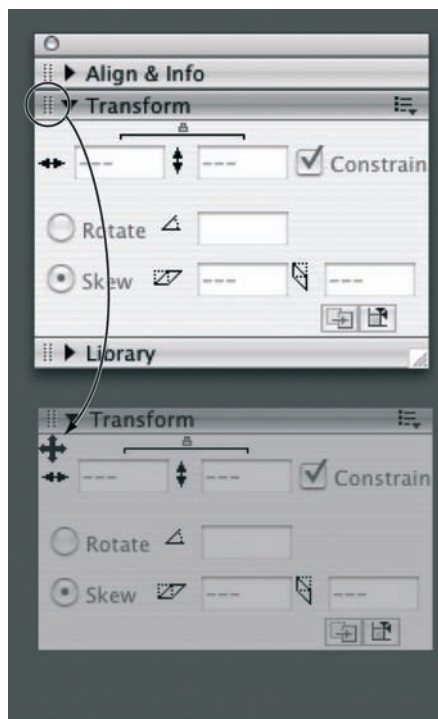 Align & Info
Transform
--- --- Constrain
Rotate
Skew --- ---
Library
Transform
--- --- Constrain
Rotate
Skew --- ---